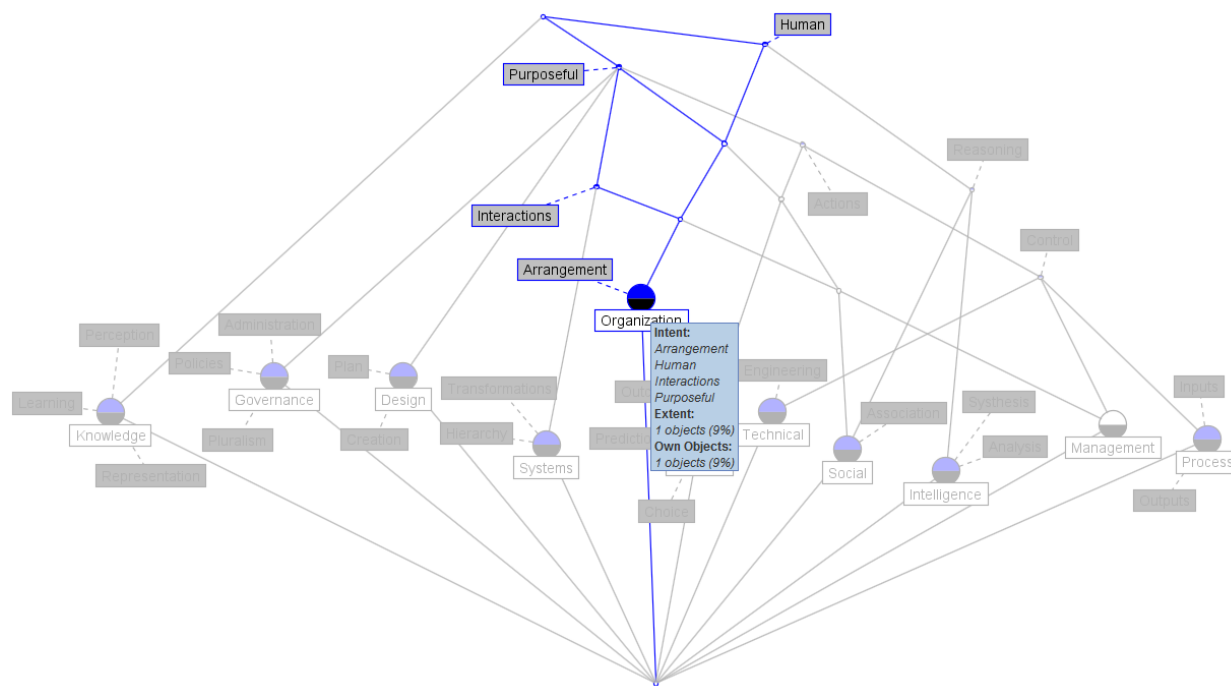 Human
Purposeful
Reasoning
Interactions
Actions
Control
Arrangement
Organization
Intent:
Arrangement
Human
Interactions
Purposeful
Extent:
1 objects (9%)
Own Objects:
1 objects (9%)
Perception
Administration
Policies
Plan
Engineering
Inputs
Transformations
Learning
Governance
Design
Association
Systhesis
Knowledge
Pluralism
Creation
Hierarchy
Technical
Analysis
Management
Process
Representation
Systems
Social
Intelligence
Outputs
Choice